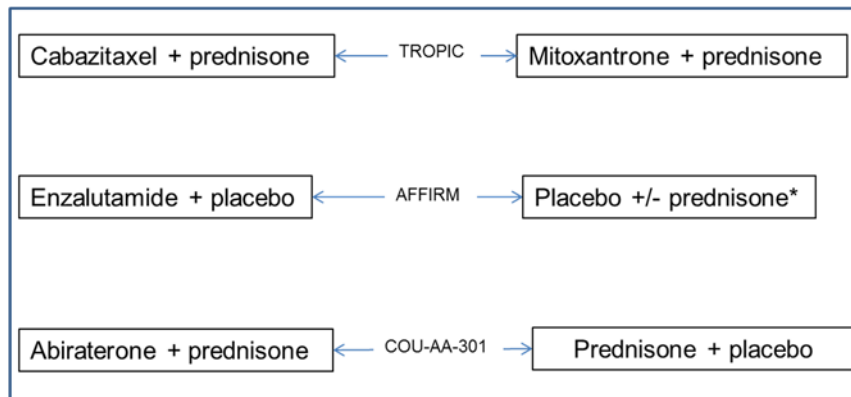 Cabazitaxel + prednisone TROPIC Mitoxantrone + prednisone
Enzalutamide + placebo AFFIRM Placebo +/- prednisone*
Abiraterone + prednisone COU-AA-301 Prednisone + placebo